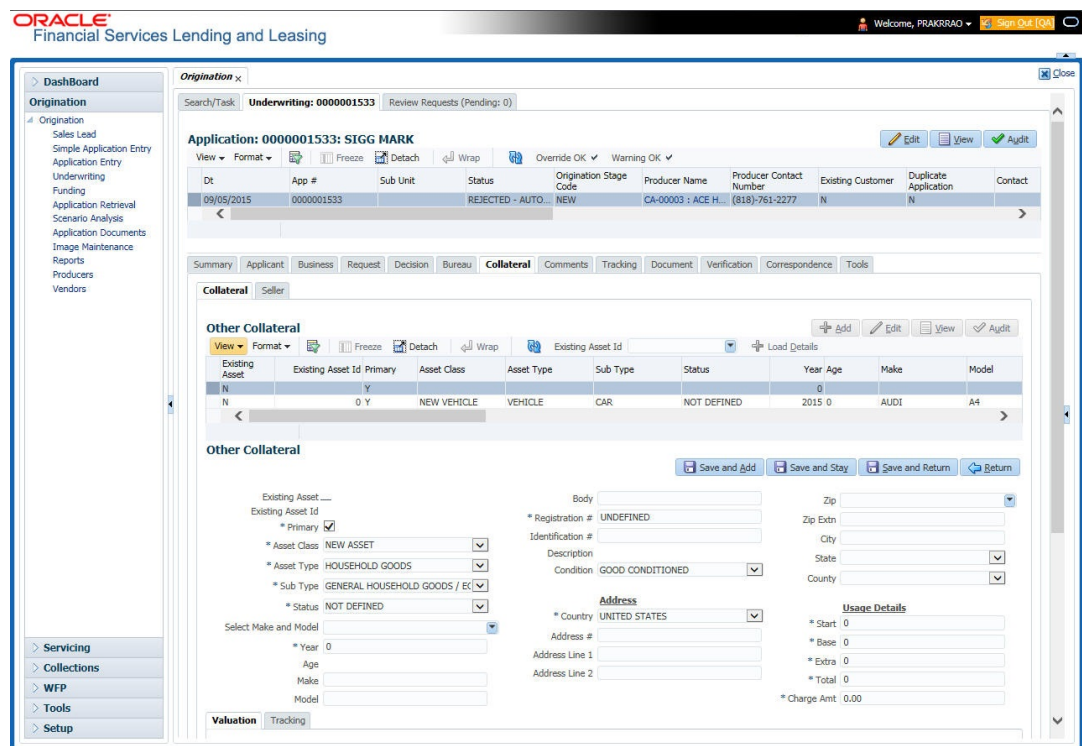 ORACLE
Financial Services Lending and Leasing
Welcome, PRAKRRAO
Sign Out [QA]
DashBoard
Origination
Origination
Sales Lead
Simple Application Entry
Application Entry
Underwriting
Funding
Application Retrieval
Scenario Analysis
Application Documents
Image Maintenance
Reports
Producers
Vendors
Servicing
Collections
WFP
Tools
Setup
Origination x
Close
Search/Task Underwriting: 0000001533 Review Requests (Pending: 0)
Application: 0000001533: SIGG MARK
Edit View Audit
View Format Freeze Detach Wrap Override OK Warning OK
Dt App # Sub Unit Status Origination Stage Code Producer Name Producer Contact Number Existing Customer Duplicate Application Contact
09/05/2015 0000001533 REJECTED - AUTO... NEW CA-00003 : ACE H... (818)-761-2277 N N
Summary Applicant Business Request Decision Bureau Collateral Comments Tracking Document Verification Correspondence Tools
Collateral Seller
Other Collateral
Add Edit View Audit
View Format Freeze Detach Wrap Existing Asset Id Load Details
Existing Asset Existing Asset Id Primary Asset Class Asset Type Sub Type Status Year Age Make Model
N Y 0
N 0 Y NEW VEHICLE VEHICLE CAR NOT DEFINED 2015 0 AUDI A4
Other Collateral
Save and Add Save and Stay Save and Return Return
Existing Asset
Existing Asset Id
* Primary
* Asset Class NEW ASSET
* Asset Type HOUSEHOLD GOODS
* Sub Type GENERAL HOUSEHOLD GOODS / EC
* Status NOT DEFINED
Select Make and Model
* Year 0
Age
Make
Model
Body
* Registration # UNDEFINED
Identification #
Description
Condition GOOD CONDITIONED
Address
* Country UNITED STATES
Address #
Address Line 1
Address Line 2
Zip
Zip Extn
City
State
County
Usage Details
* Start 0
* Base 0
* Extra 0
* Total 0
* Charge Amt 0.00
Valuation Tracking